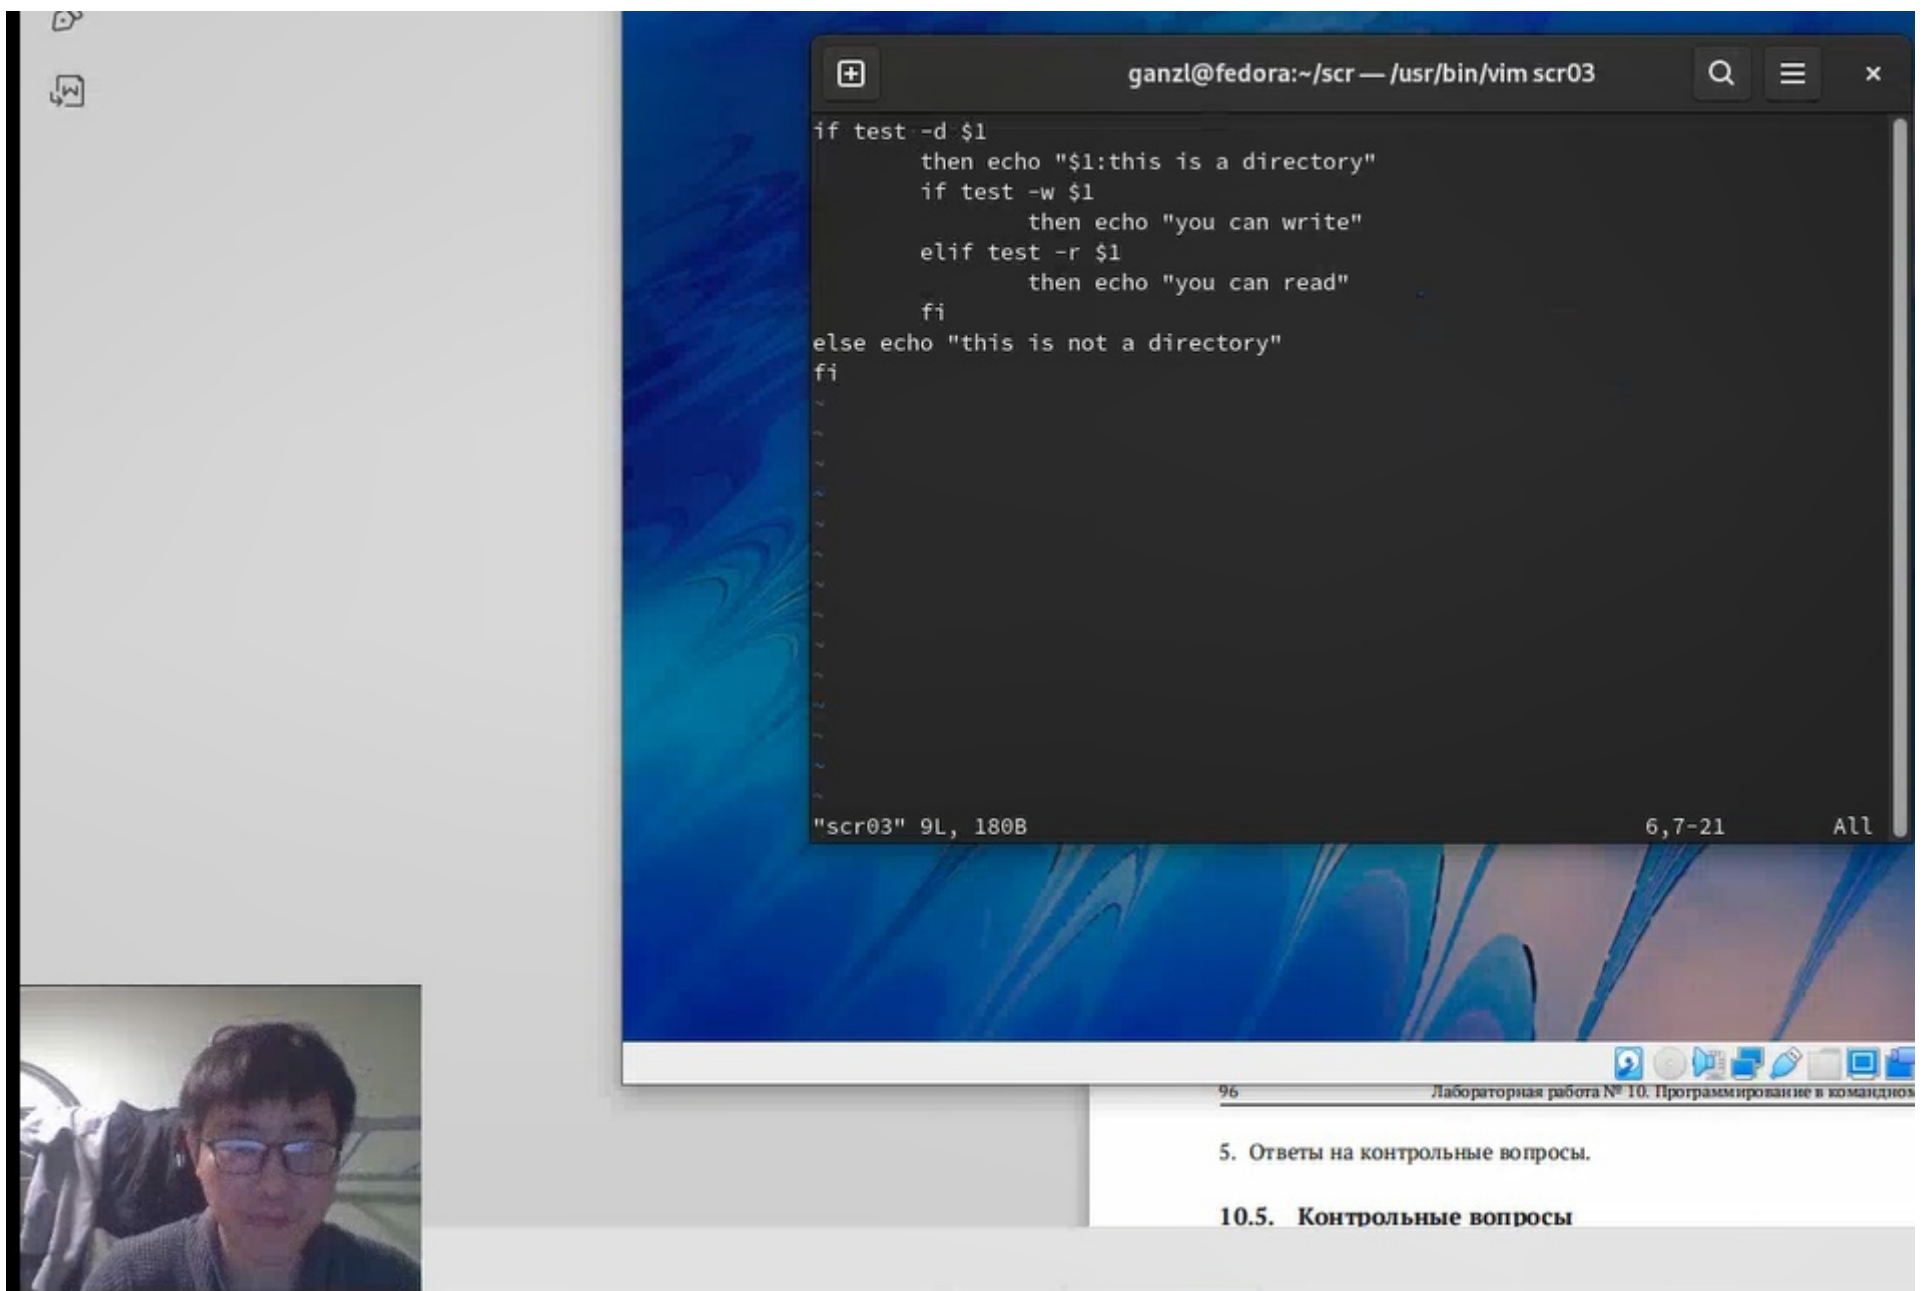 ganzl@fedora:~/scr — /usr/bin/vim scr03
if test -d $1
then echo "$1:this is a directory"
if test -w $1
then echo "you can write"
elif test -r $1
then echo "you can read"
fi
else echo "this is not a directory"
fi
~
~
~
~
~
~
~
~
~
~
~
~
~
~
"scr03" 9L, 180B 6,7-21 All
96 Лабораторная работа № 10. Программирование в командном
5. Ответы на контрольные вопросы.
10.5. Контрольные вопросы